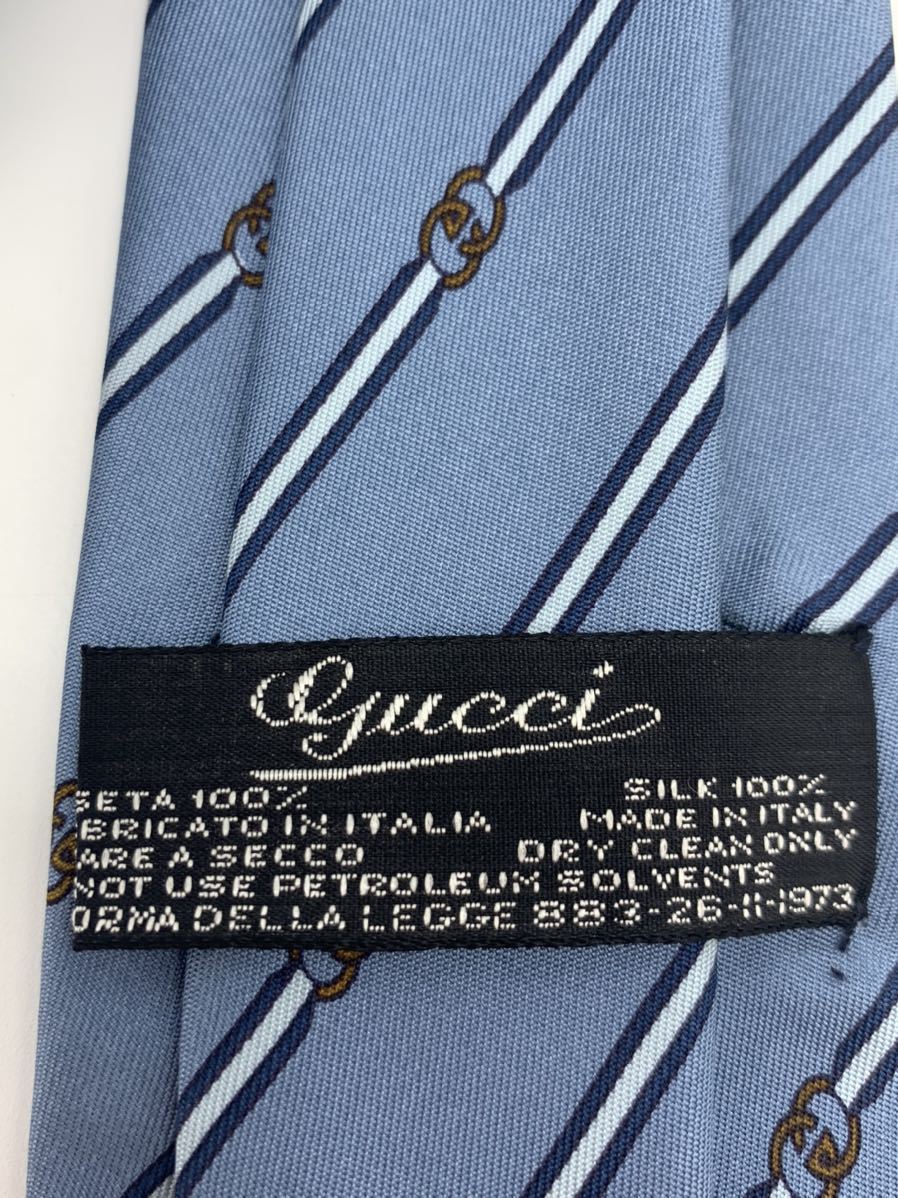 Gucci
SETA 100% SILK 100%
BRICATO IN ITALIA MADE IN ITALY
ARE A SECCO DRY CLEAN ONLY
NOT USE PETROLEUM SOLVENTS
ORMA DELLA LEGGE 883-26-11-1973